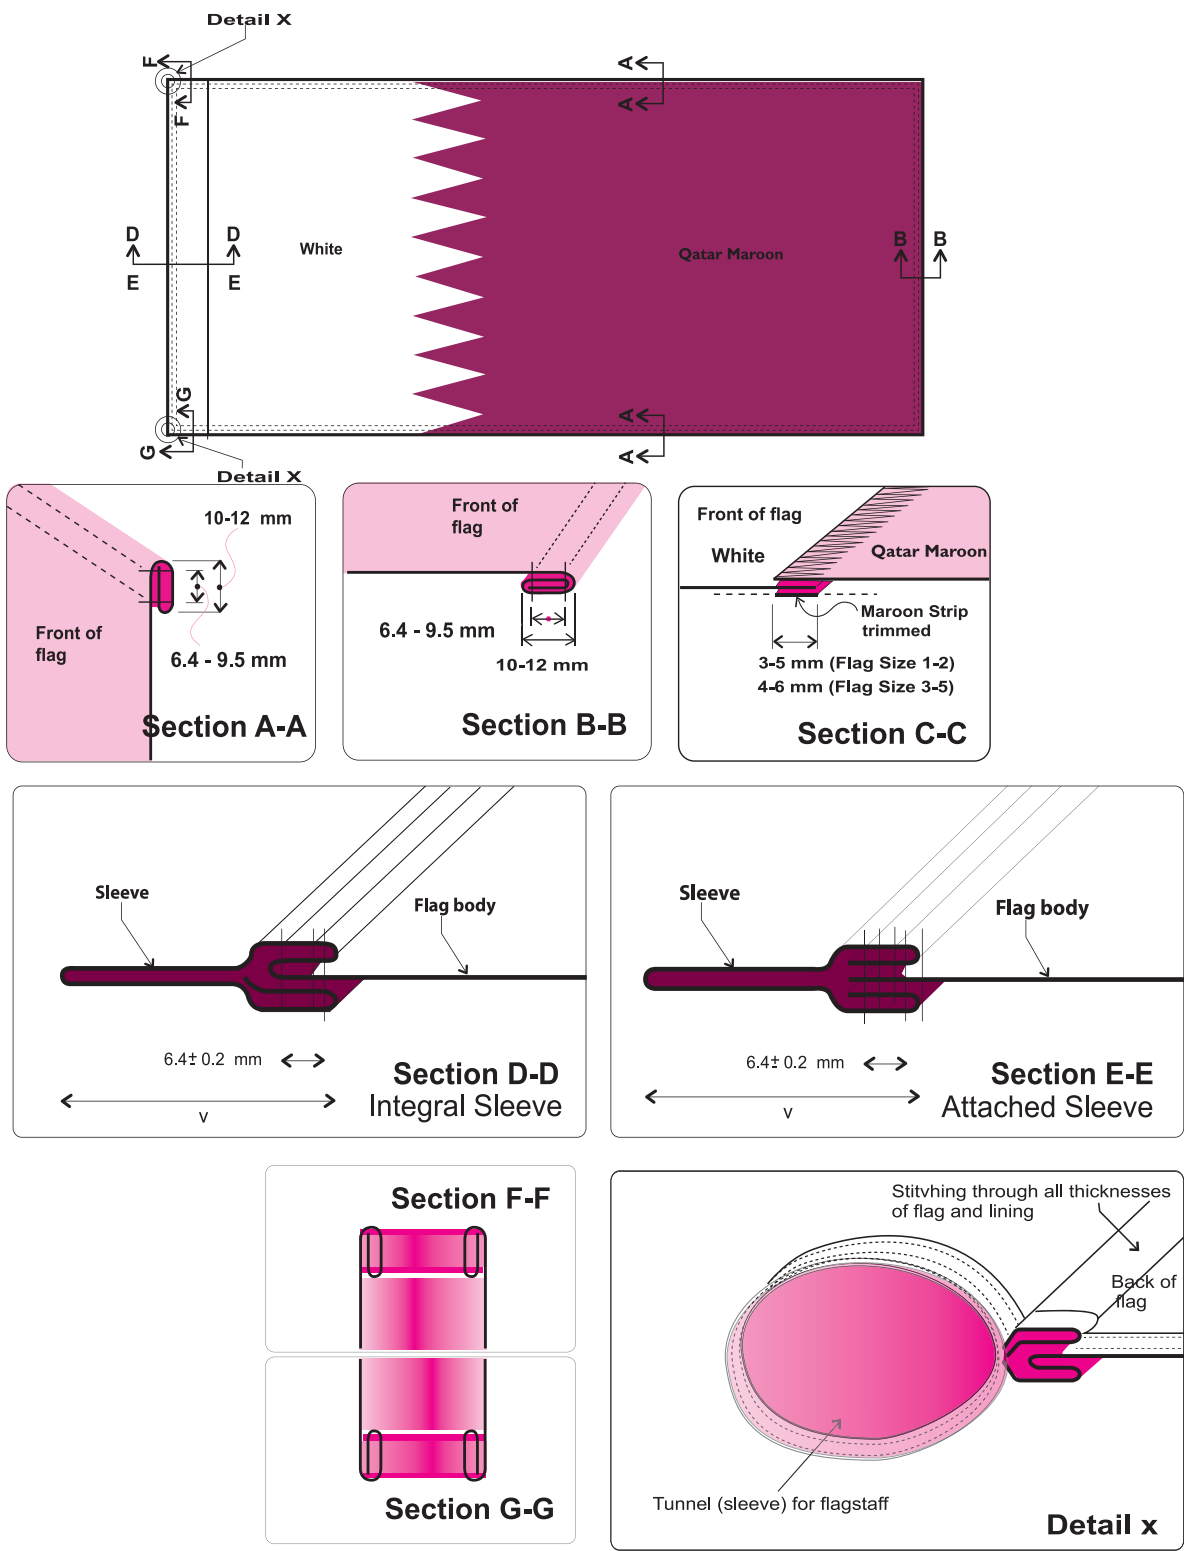 Detail X
F
F
A
A
D
D
E
E
White
Qatar Maroon
B
B
G
G
A
A
Detail X
10-12 mm
Front of
flag
6.4 - 9.5 mm
Section A-A
Front of
flag
6.4 - 9.5 mm
10-12 mm
Section B-B
Front of flag
White
Qatar Maroon
Maroon Strip
trimmed
3-5 mm (Flag Size 1-2)
4-6 mm (Flag Size 3-5)
Section C-C
Sleeve
Flag body
6.4± 0.2 mm
v
Section D-D
Integral Sleeve
Sleeve
Flag body
6.4± 0.2 mm
v
Section E-E
Attached Sleeve
Section F-F
Section G-G
Stitvhing through all thicknesses
of flag and lining
Back of
flag
Tunnel (sleeve) for flagstaff
Detail x